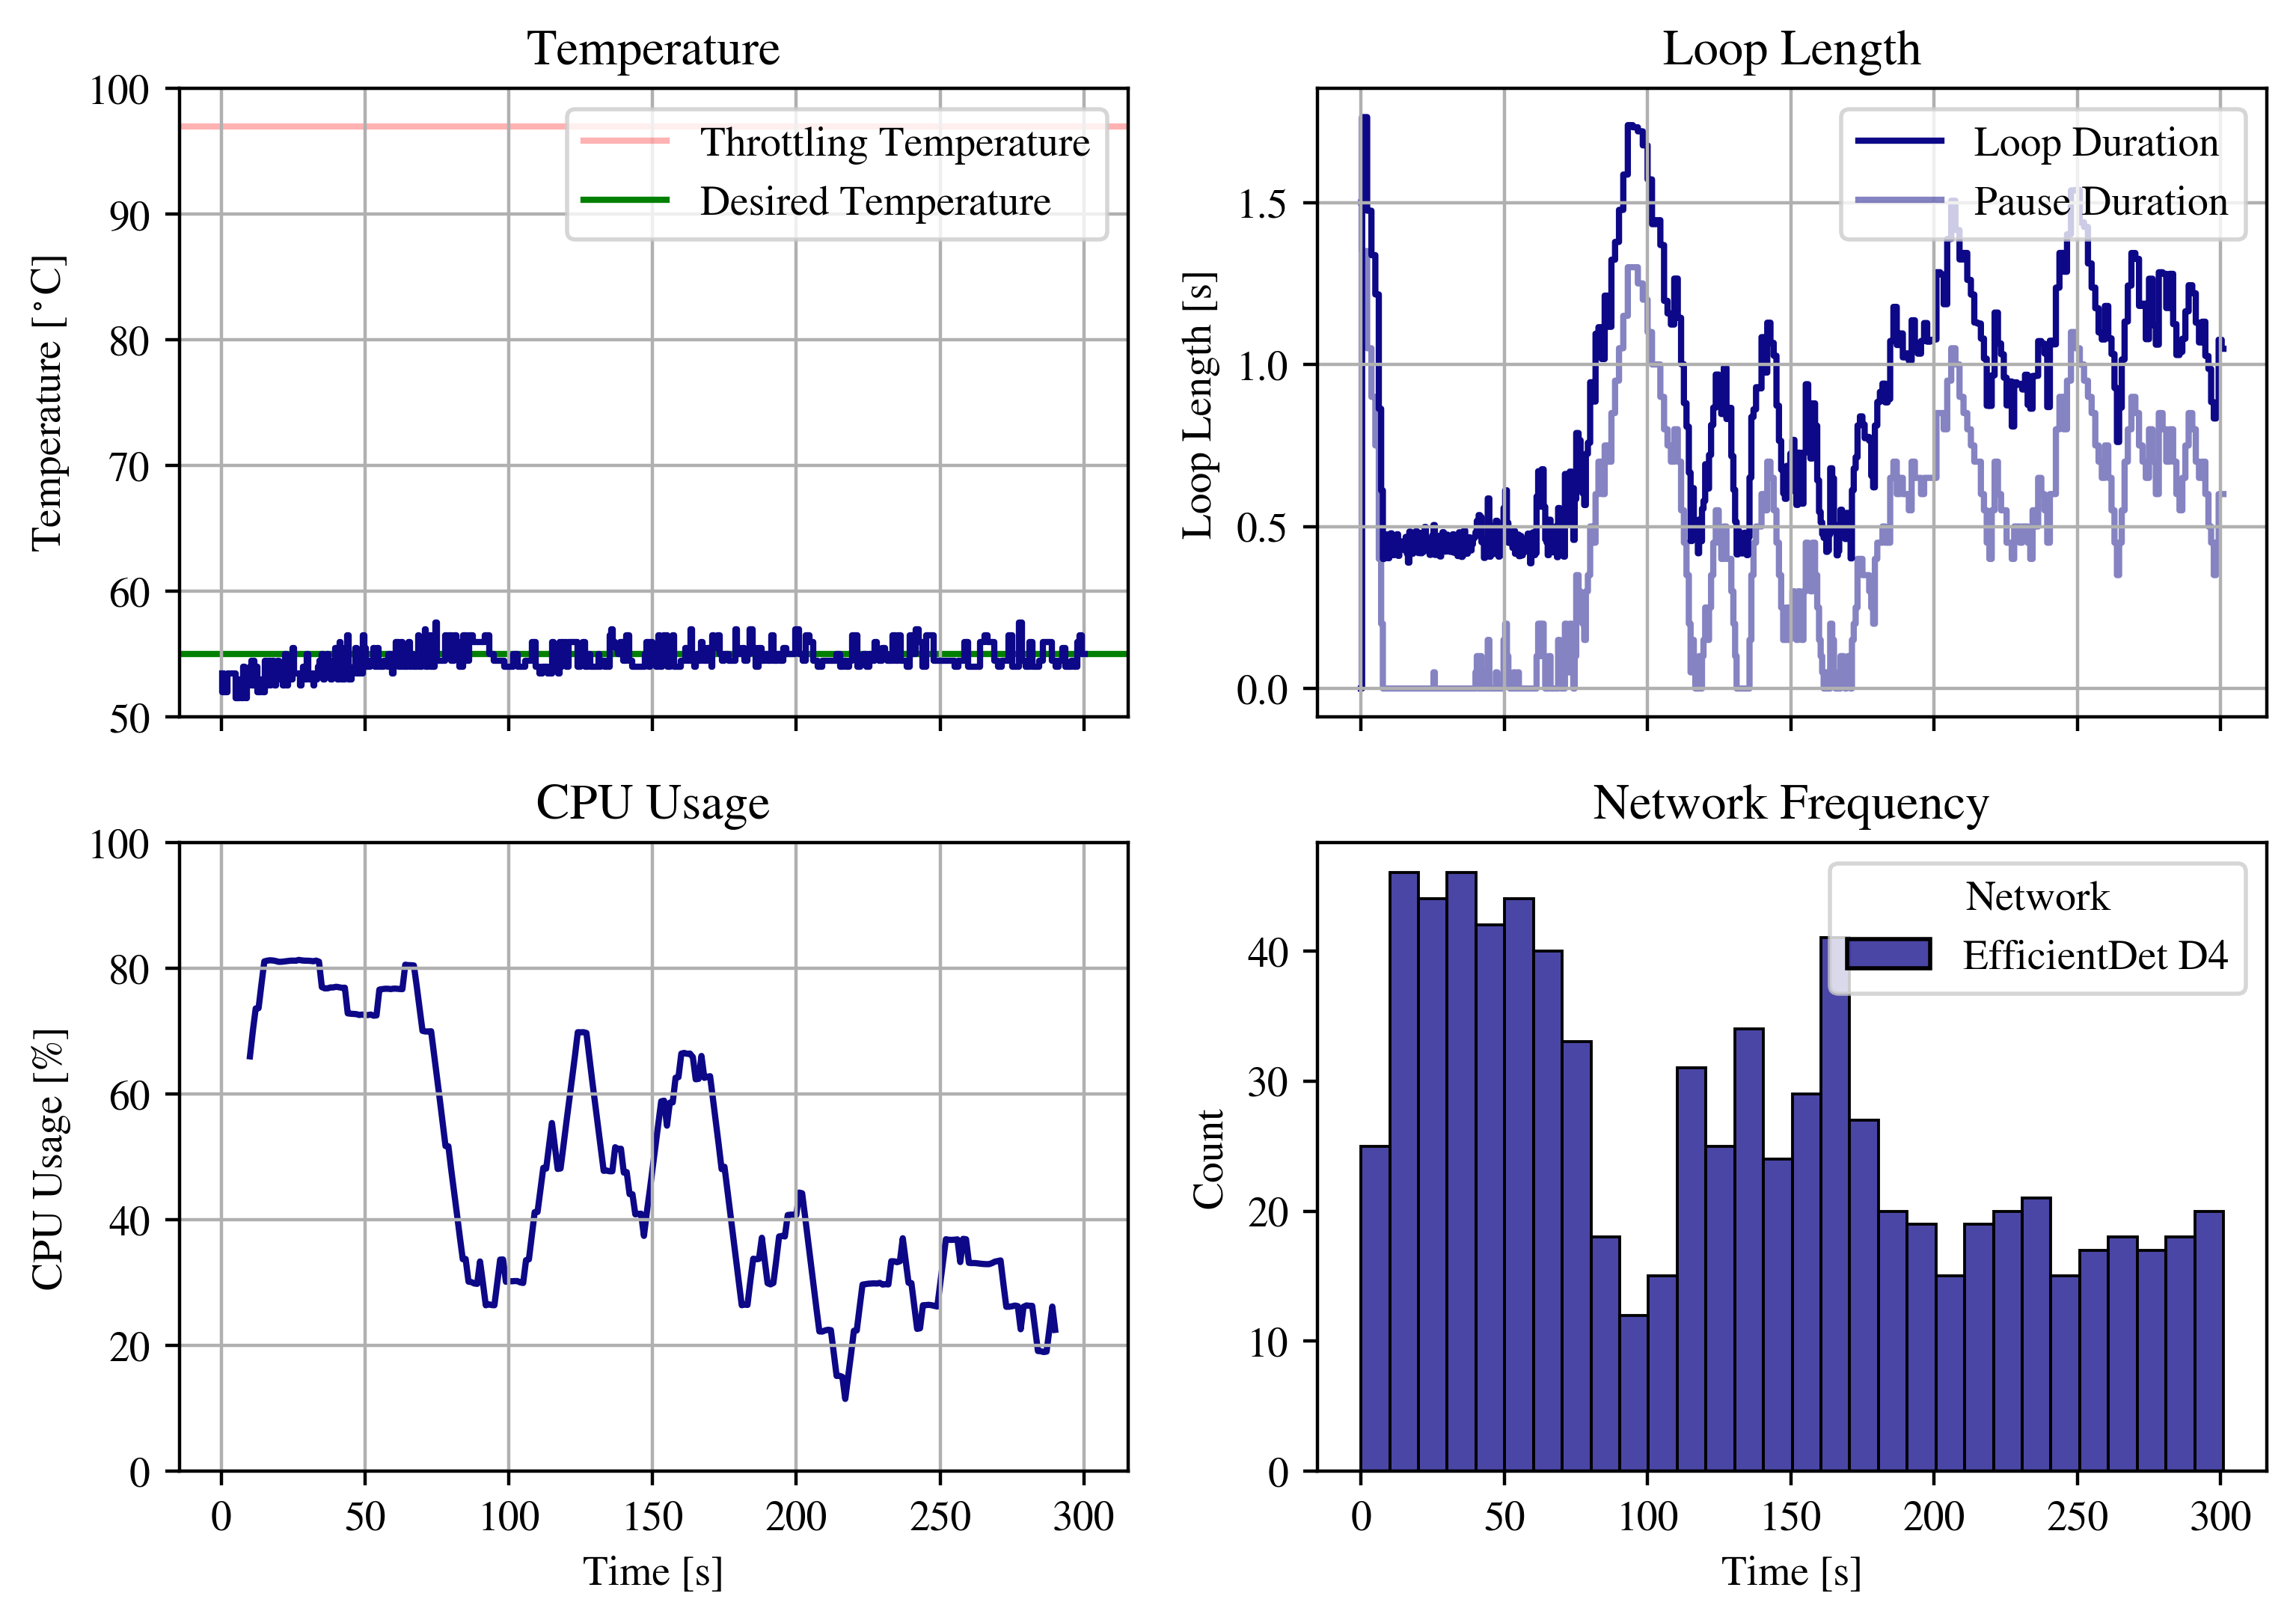 Temperature
100
90
80
70
60
50
Temperature [°C]
Throttling Temperature
Desired Temperature
Loop Length
1.5
1.0
0.5
0.0
Loop Length [s]
Loop Duration
Pause Duration
CPU Usage
100
80
60
40
20
0
CPU Usage [%]
0 50 100 150 200 250 300
Time [s]
Network Frequency
40
30
20
10
0
Count
Network
EfficientDet D4
0 50 100 150 200 250 300
Time [s]